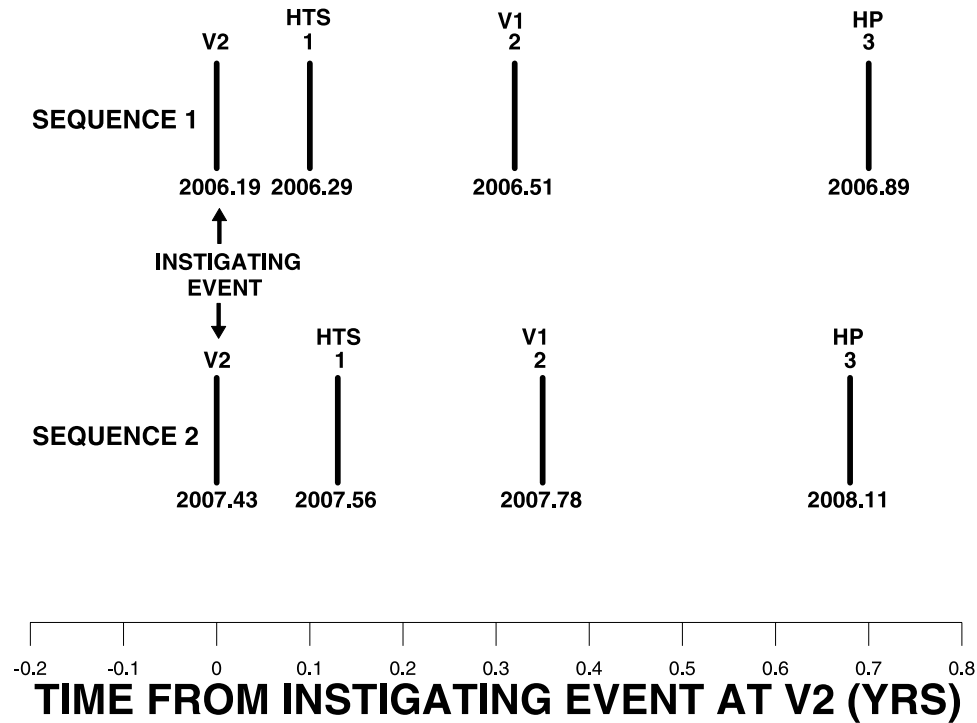 HTS V1 HP
V2 1 2 3
SEQUENCE 1
2006.19 2006.29 2006.51 2006.89
INSTIGATING
EVENT
HTS V1 HP
V2 1 2 3
SEQUENCE 2
2007.43 2007.56 2007.78 2008.11
-0.2 -0.1 0 0.1 0.2 0.3 0.4 0.5 0.6 0.7 0.8
TIME FROM INSTIGATING EVENT AT V2 (YRS)